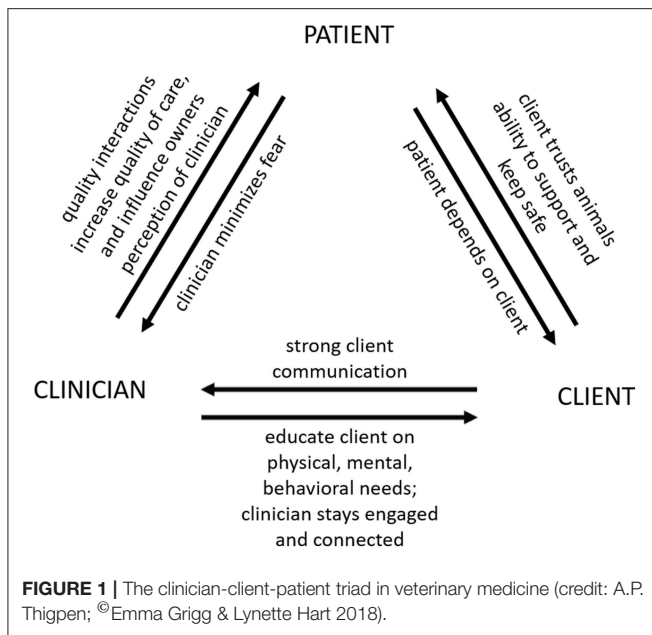 PATIENT
quality interactions
increase quality of care,
and influence owners
perception of clinician
clinician minimizes fear
client trusts animals
ability to support and
keep safe
patient depends on client
strong client
communication
CLINICIAN
CLIENT
educate client on
physical, mental,
behavioral needs;
clinician stays engaged
and connected
FIGURE 1 | The clinician-client-patient triad in veterinary medicine (credit: A.P.
Thigpen; ©Emma Grigg & Lynette Hart 2018).